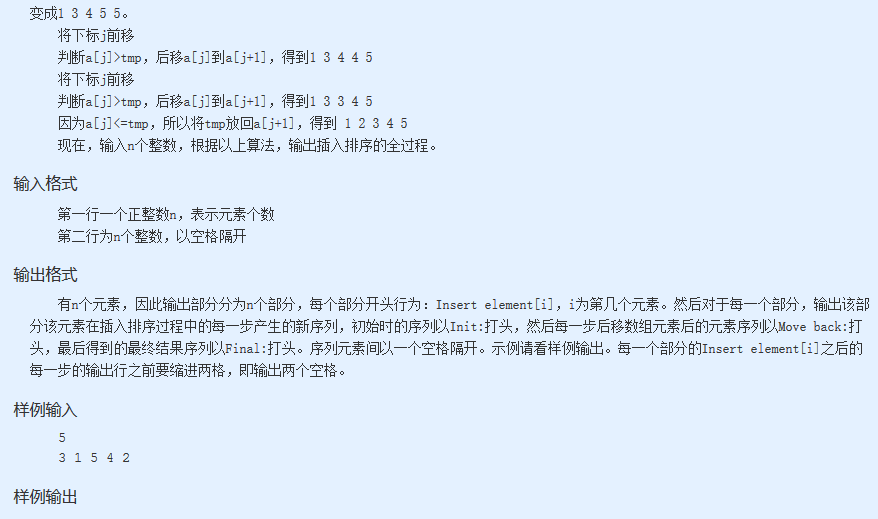 变成1 3 4 5 5。
将下标j前移
判断a[j]>tmp，后移a[j]到a[j+1]，得到1 3 4 4 5
将下标j前移
判断a[j]>tmp，后移a[j]到a[j+1]，得到1 3 3 4 5
因为a[j]<=tmp，所以将tmp放回a[j+1]，得到 1 2 3 4 5
现在，输入n个整数，根据以上算法，输出插入排序的全过程。
输入格式
第一行一个正整数n，表示元素个数
第二行为n个整数，以空格隔开
输出格式
有n个元素，因此输出部分分为n个部分，每个部分开头行为：Insert element[i]，i为第几个元素。然后对于每一个部分，输出该部
分该元素在插入排序过程中的每一步产生的新序列，初始时的序列以Init:打头，然后每一步后移数组元素后的元素序列以Move back:打
头，最后得到的最终结果序列以Final:打头。序列元素间以一个空格隔开。示例请看样例输出。每一个部分的Insert element[i]之后的
每一步的输出行之前要缩进两格，即输出两个空格。
样例输入
5
3 1 5 4 2
样例输出